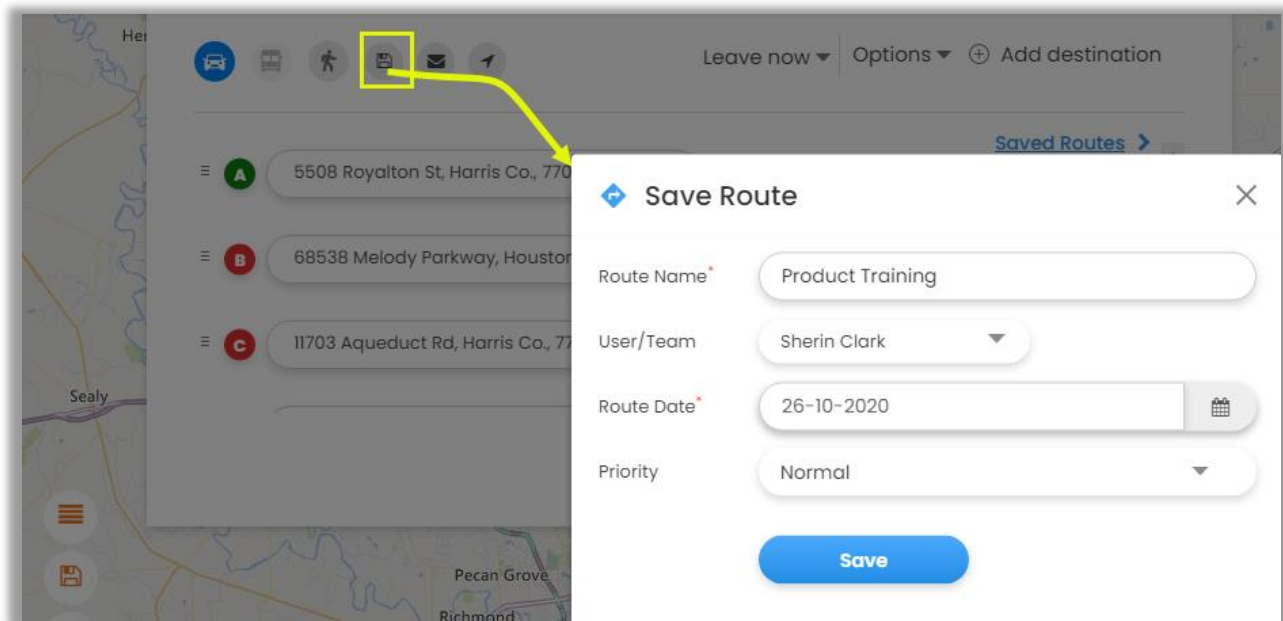 Leave now Options Add destination
Saved Routes
A 5508 Royalton St, Harris Co., 770
B 68538 Melody Parkway, Houston
C 11703 Aqueduct Rd, Harris Co., 77
Save Route
Route Name* Product Training
User/Team Sherin Clark
Route Date* 26-10-2020
Priority Normal
Save
Sealy
Pecan Grove
Richmond